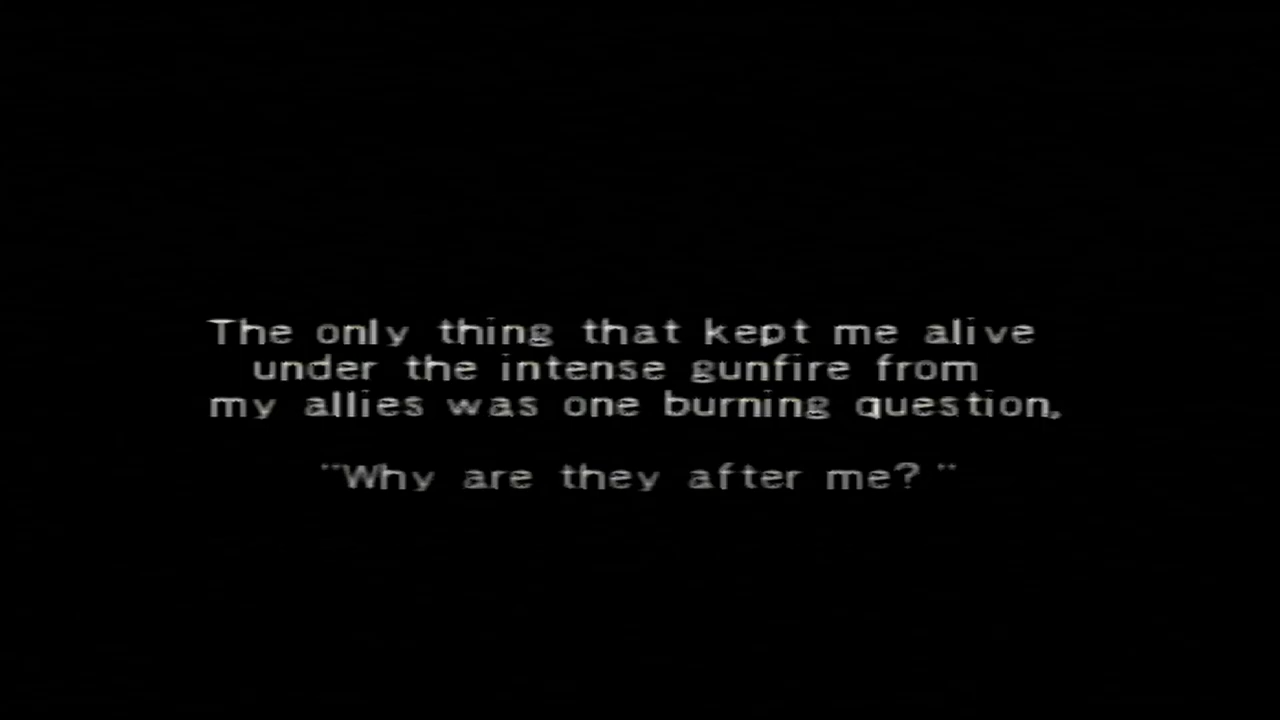 The only thing that kept me alive
under the intense gunfire from
my allies was one burning question,
"Why are they after me? "